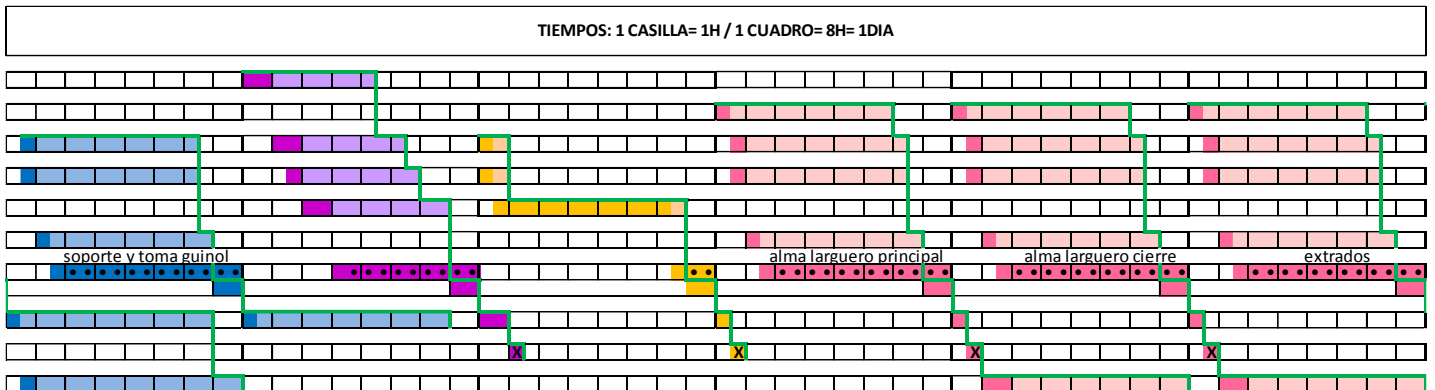 TIEMPOS: 1 CASILLA= 1H / 1 CUADRO= 8H= 1DIA
soporte y toma guinol
alma larguero principal
alma larguero cierre
extrados
X
X
X
X